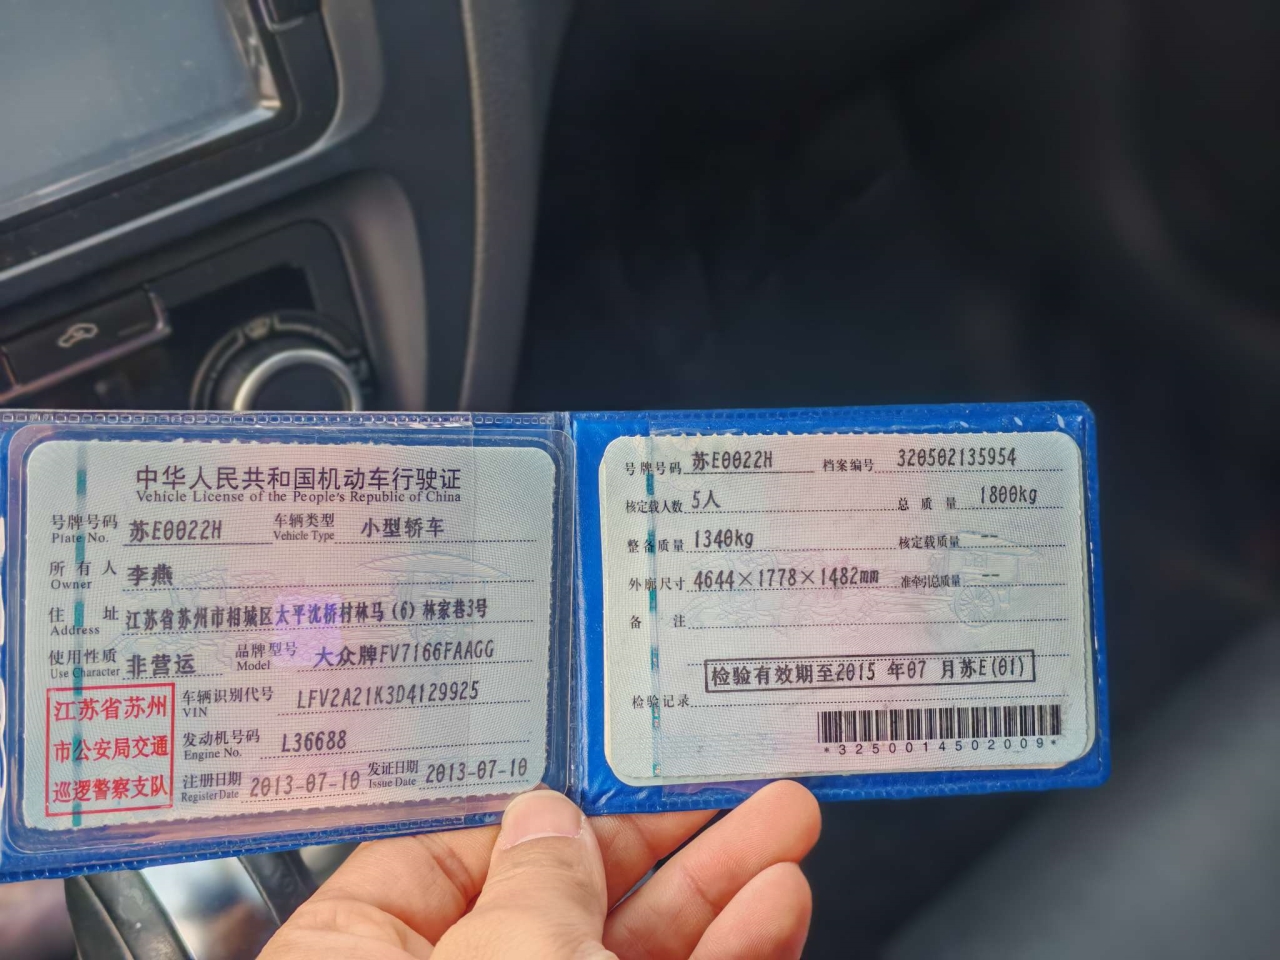 中华人民共和国机动车行驶证
Vehicle License of the People's Republic of China
号牌号码 苏E0022H 车辆类型 小型轿车
Plate No. Vehicle Type
所有人 李燕
Owner
住址 江苏省苏州市相城区太平沈桥村林马(6)林家巷3号
Address
使用性质 非营运 品牌型号 大众牌FV7166FAAGG
Use Character Model
江苏省苏州
市公安局交通
巡逻警察支队
车辆识别代号 LFV2A21K3D4129925
VIN
发动机号码 L36688
Engine No.
注册日期 2013-07-10 发证日期 2013-07-10
Register Date Issue Date
号牌号码 苏E0022H 档案编号 320502135954
核定载人数 5人 总质量 1800kg
整备质量 1340kg 核定载质量 --
外廓尺寸 4644×1778×1482mm 准牵引总质量 --
备注
检验有效期至2015 年07 月苏E(01)
检验记录
*3250014502009*